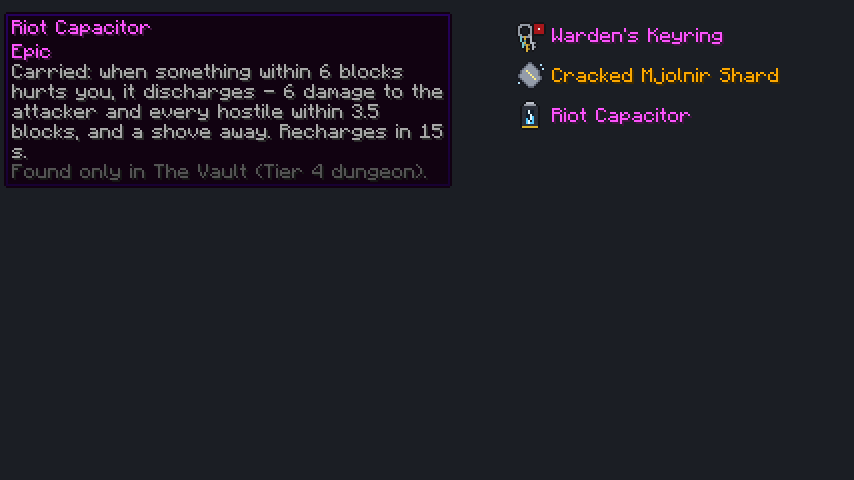 Riot Capacitor
Epic
Carried: when something within 6 blocks
hurts you, it discharges - 6 damage to the
attacker and every hostile within 3.5
blocks, and a shove away. Recharges in 15
s.
Found only in The Vault (Tier 4 dungeon).
Warden's Keyring
Cracked Mjolnir Shard
Riot Capacitor